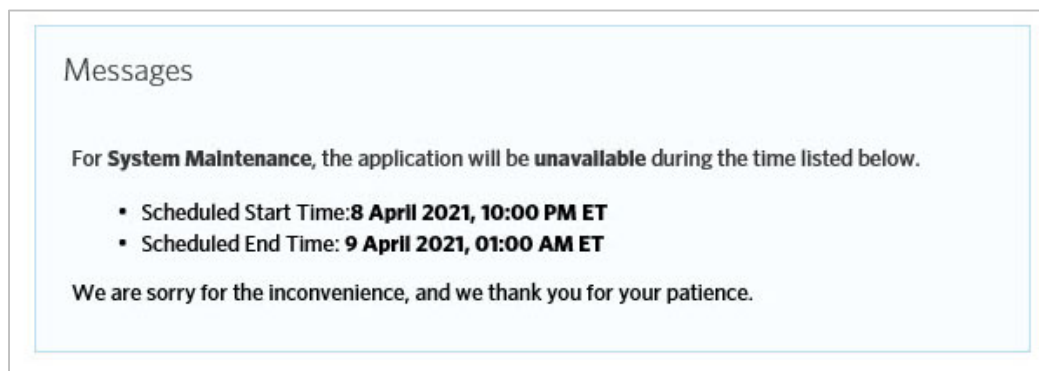 Messages
For System Maintenance, the application will be unavailable during the time listed below.
• Scheduled Start Time:8 April 2021, 10:00 PM ET
• Scheduled End Time: 9 April 2021, 01:00 AM ET
We are sorry for the inconvenience, and we thank you for your patience.